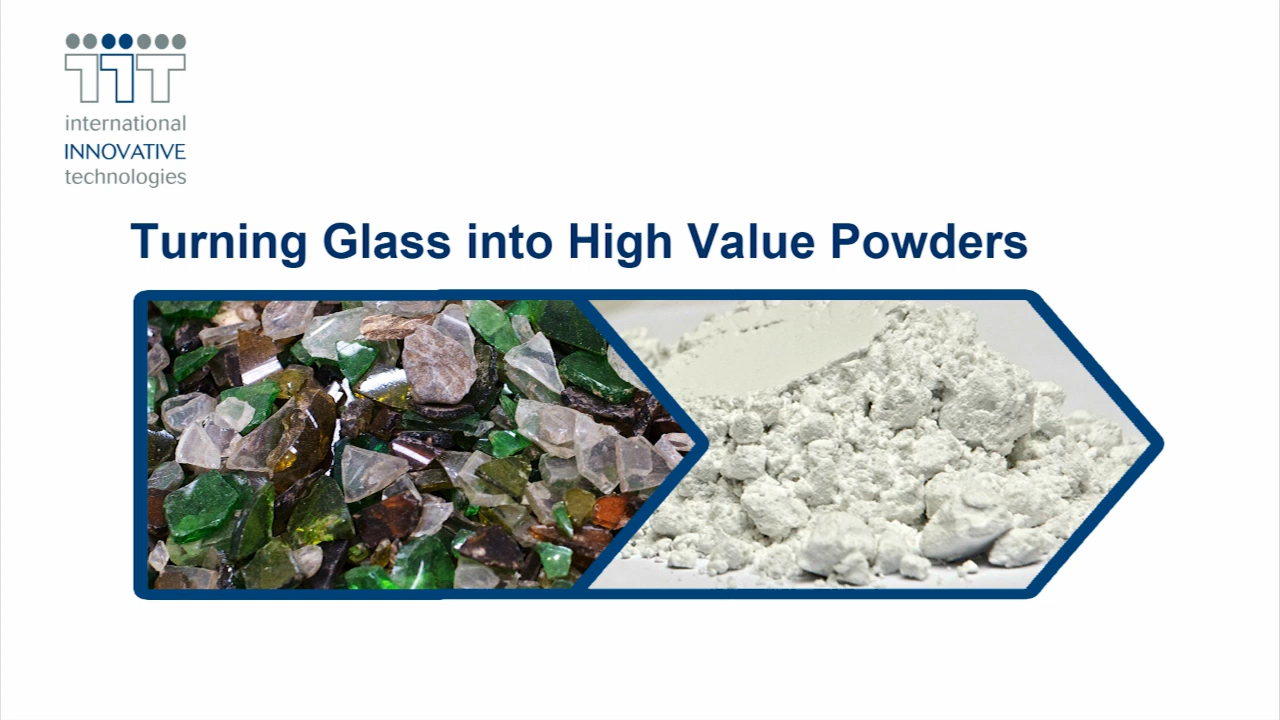 international
INNOVATIVE
technologies
Turning Glass into High Value Powders